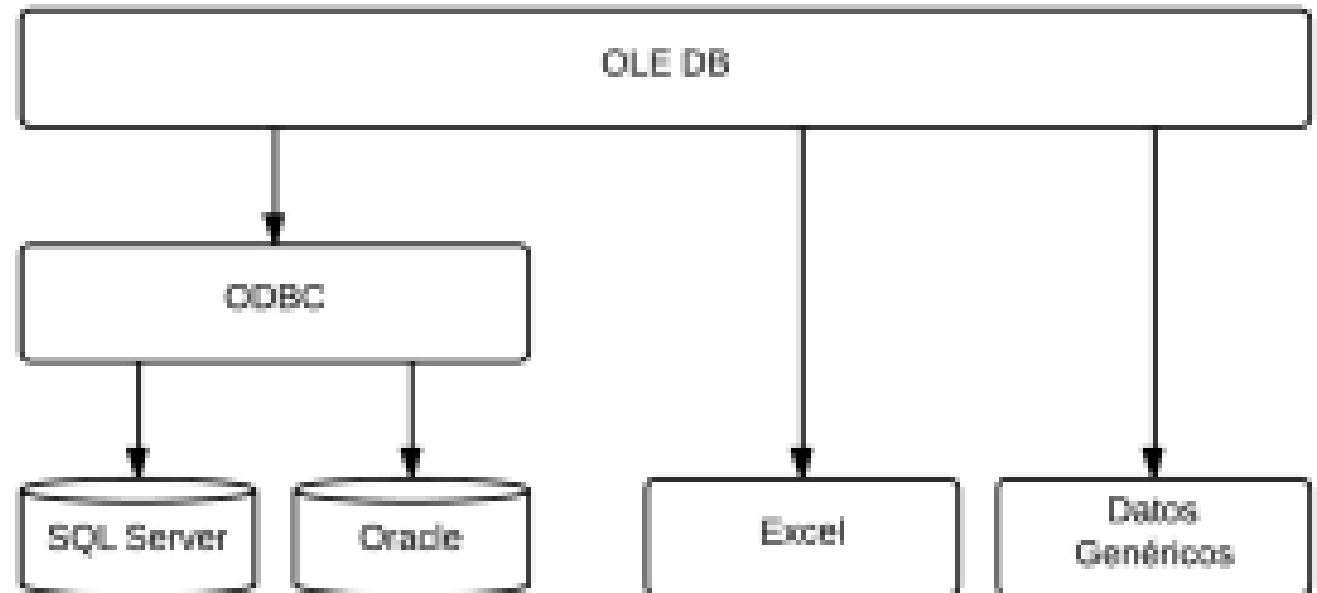 OLE DB
ODBC
SQL Server
Oracle
Excel
Datos
Genéricos